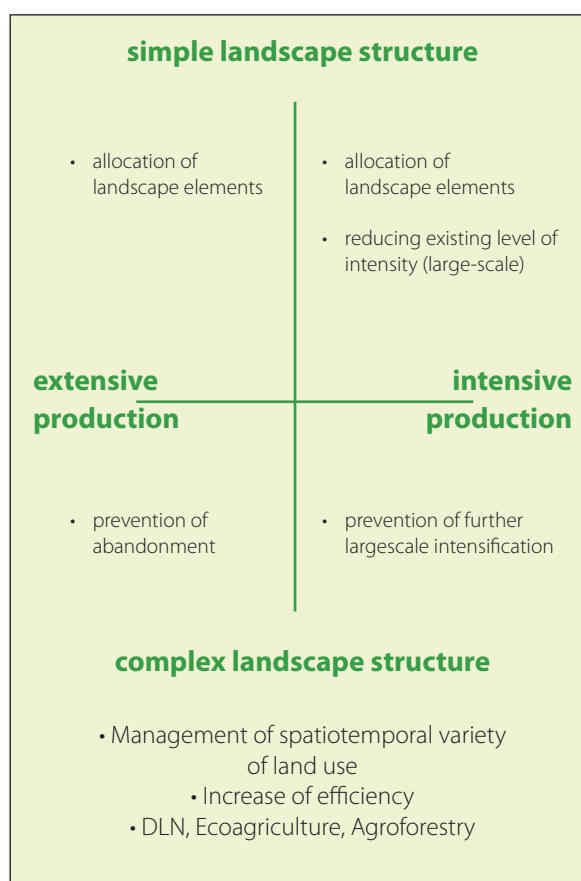 simple landscape structure
• allocation of
landscape elements
• allocation of
landscape elements
• reducing existing level of
intensity (large-scale)
extensive
production
intensive
production
• prevention of
abandonment
• prevention of further
largescale intensification
complex landscape structure
• Management of spatiotemporal variety
of land use
• Increase of efficiency
• DLN, Ecoagriculture, Agroforestry